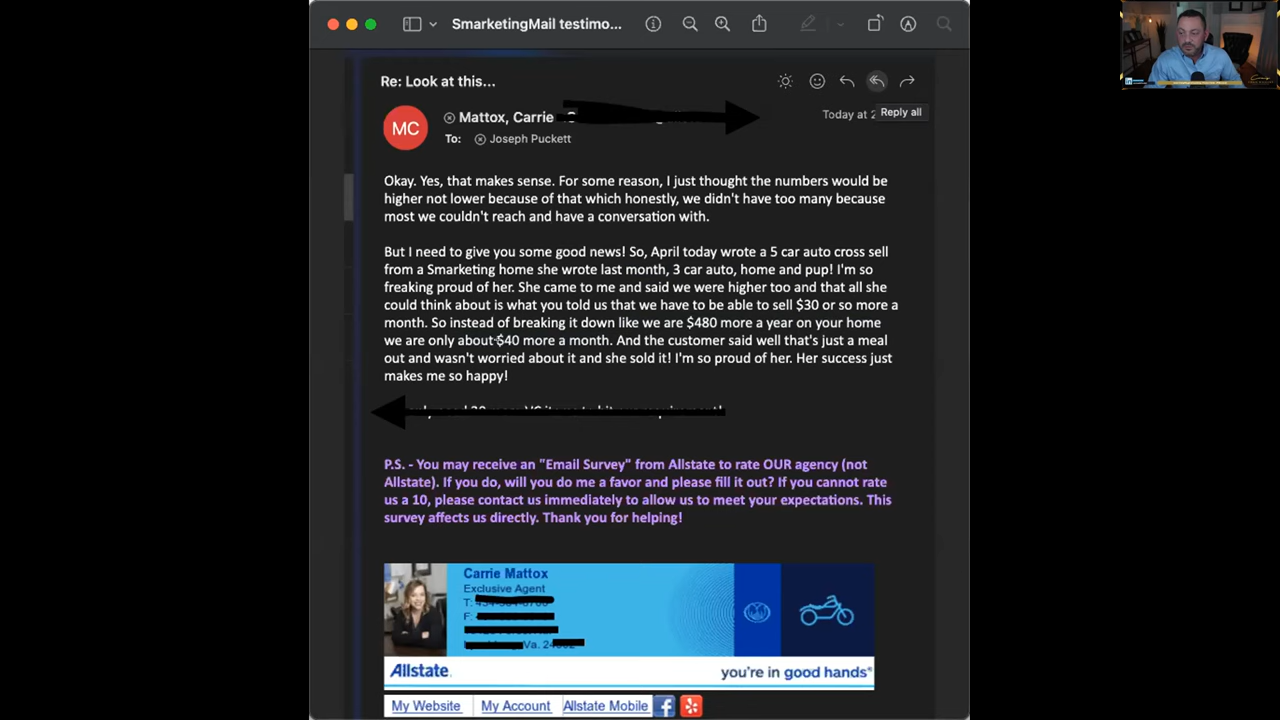 SmarketingMail testimo...
Re: Look at this...
MC
Mattox, Carrie
Today at 2
Reply all
To: Joseph Puckett
Okay. Yes, that makes sense. For some reason, I just thought the numbers would be
higher not lower because of that which honestly, we didn't have too many because
most we couldn't reach and have a conversation with.
But I need to give you some good news! So, April today wrote a 5 car auto cross sell
from a Smarketing home she wrote last month, 3 car auto, home and pup! I'm so
freaking proud of her. She came to me and said we were higher too and that all she
could think about is what you told us that we have to be able to sell $30 or so more a
month. So instead of breaking it down like we are $480 more a year on your home
we are only about $40 more a month. And the customer said well that's just a meal
out and wasn't worried about it and she sold it! I'm so proud of her. Her success just
makes me so happy!
P.S. - You may receive an "Email Survey" from Allstate to rate OUR agency (not
Allstate). If you do, will you do me a favor and please fill it out? If you cannot rate
us a 10, please contact us immediately to allow us to meet your expectations. This
survey affects us directly. Thank you for helping!
Carrie Mattox
Exclusive Agent
T:
F:
Va. 24
Allstate.
you're in good hands®
My Website
My Account
Allstate Mobile